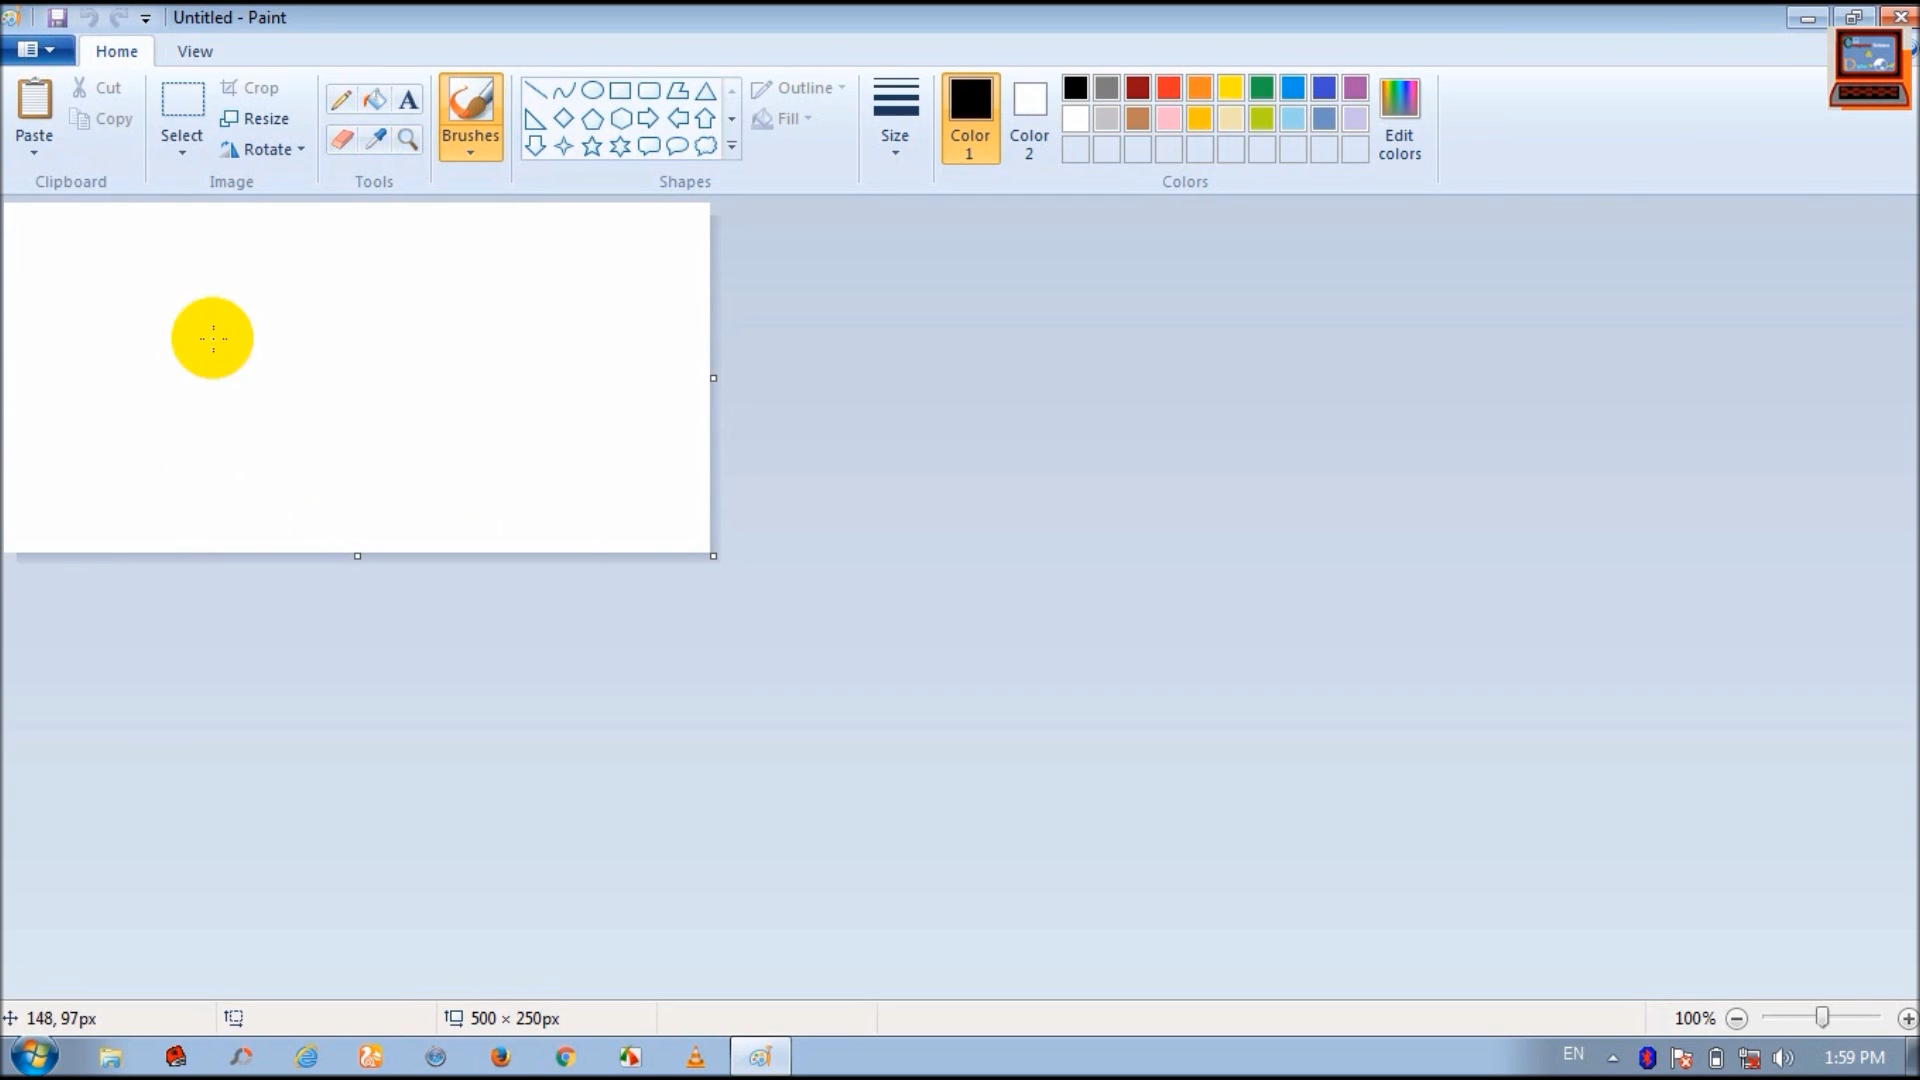 Untitled - Paint
Home View
Paste
Cut
Copy
Clipboard
Select
Crop
Resize
Rotate
Image
A
Tools
Brushes
Shapes
Outline
Fill
Size
Color 1
Color 2
Edit colors
Colors
148, 97px
500 × 250px
100%
EN
1:59 PM